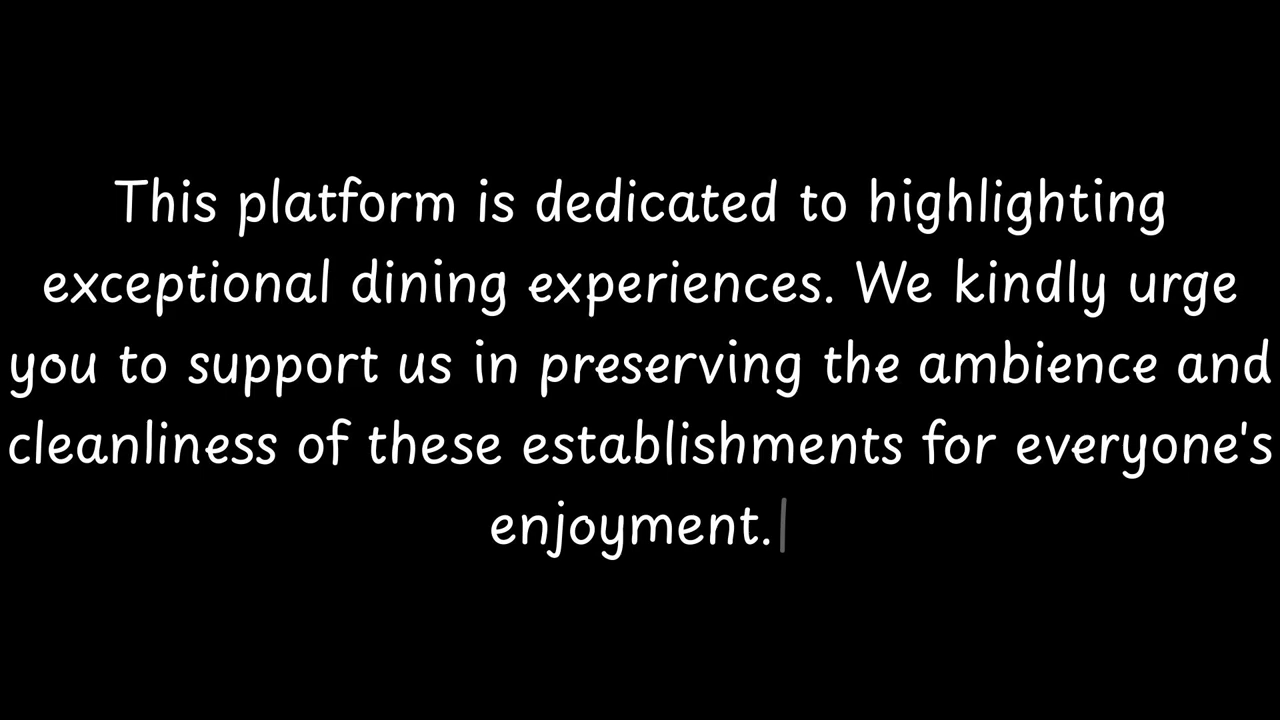 This platform is dedicated to highlighting
exceptional dining experiences. We kindly urge
you to support us in preserving the ambience and
cleanliness of these establishments for everyone's
enjoyment.